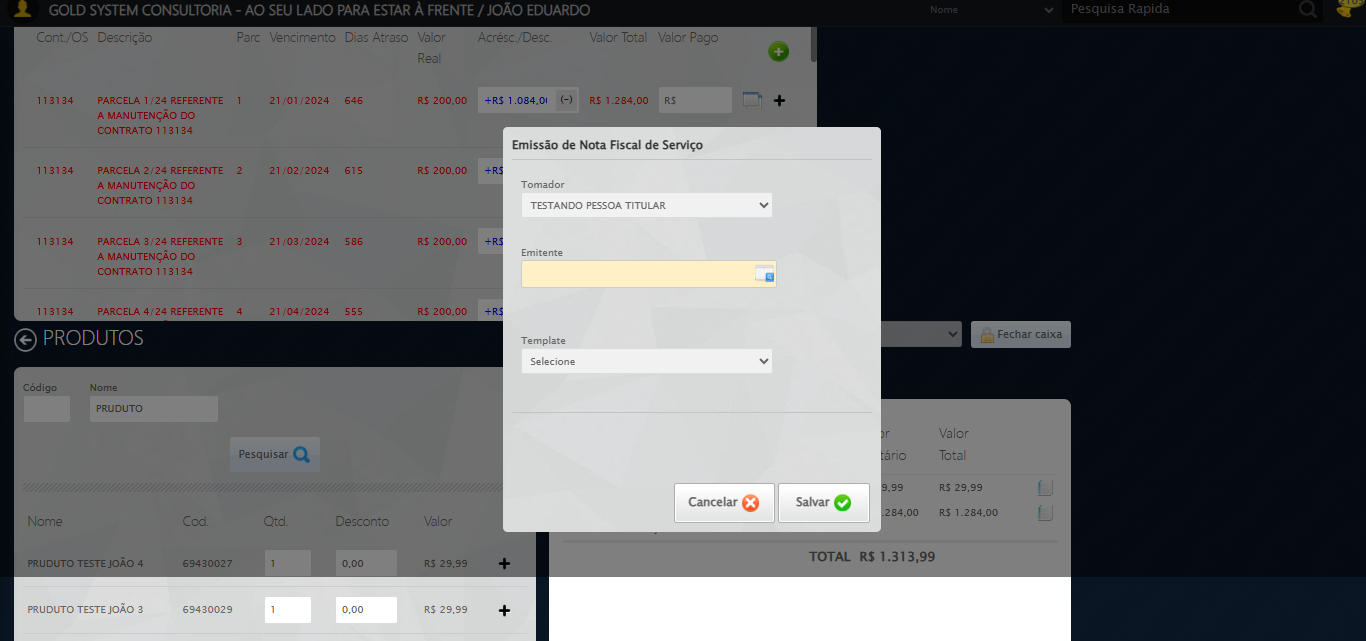 GOLD SYSTEM CONSULTORIA - AO SEU LADO PARA ESTAR À FRENTE / JOÃO EDUARDO
Nome
Pesquisa Rapida
Cont./OS Descrição Parc Vencimento Dias Atraso Valor Real Acrésc./Desc. Valor Total Valor Pago
113134 PARCELA 1/24 REFERENTE 1 21/01/2024 646 R$ 200,00 +R$ 1.084,0 (-) R$ 1.284,00 R$
A MANUTENÇÃO DO
CONTRATO 113134
113134 PARCELA 2/24 REFERENTE 2 21/02/2024 615 R$ 200,00 +R$
A MANUTENÇÃO DO
CONTRATO 113134
113134 PARCELA 3/24 REFERENTE 3 21/03/2024 586 R$ 200,00 +R$
A MANUTENÇÃO DO
CONTRATO 113134
113134 PARCELA 4/24 REFERENTE 4 21/04/2024 555 R$ 200,00 +R$
Emissão de Nota Fiscal de Serviço
Tomador
TESTANDO PESSOA TITULAR
Emitente
Template
Selecione
Cancelar
Salvar
PRODUTOS
Fechar caixa
Código Nome
PRUDUTO
Pesquisar
Nome Cod. Qtd. Desconto Valor
PRUDUTO TESTE JOÃO 4 69430027 1 0,00 R$ 29,99
PRUDUTO TESTE JOÃO 3 69430029 1 0,00 R$ 29,99
or Valor
tário Total
9,99 R$ 29,99
.284,00 R$ 1.284,00
TOTAL R$ 1.313,99